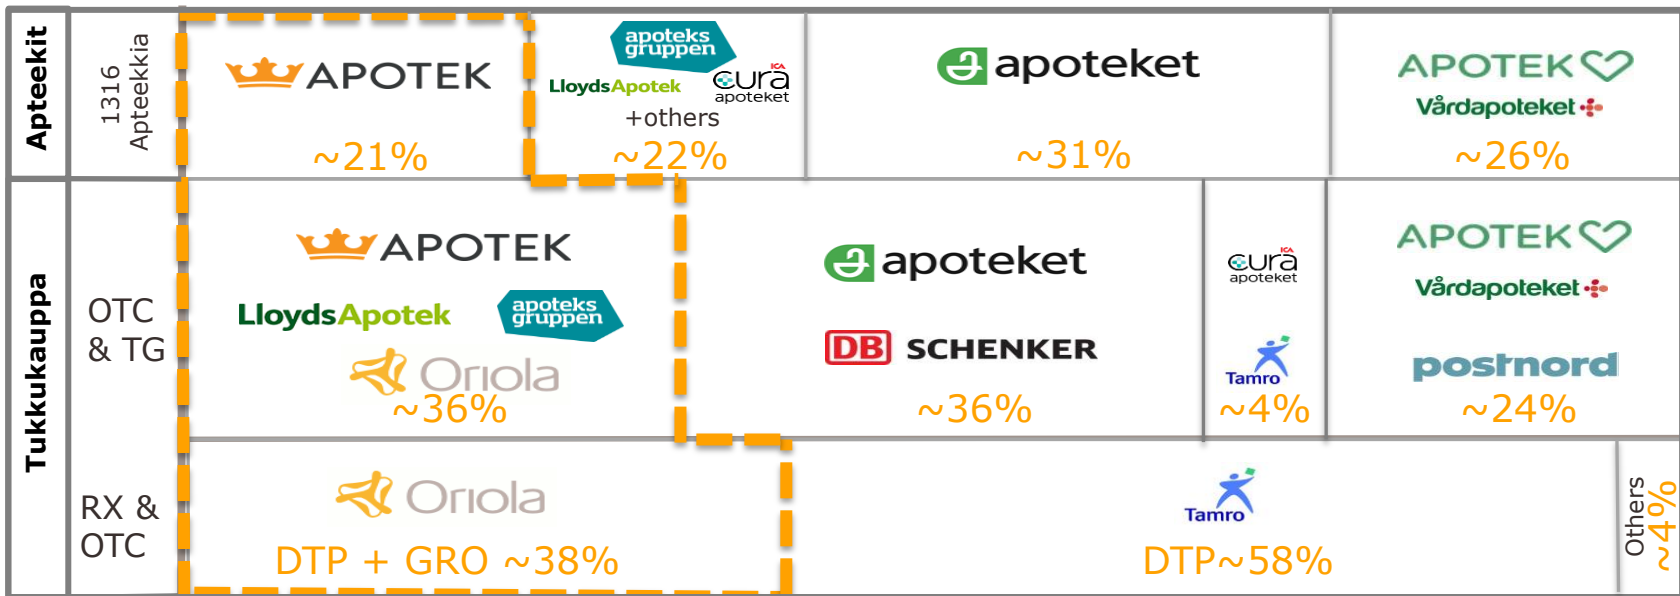 Apteekit
1316
Apteekkia
APOTEK
~21%
apoteks
gruppen
LloydsApotek
ICA
cura
apoteket
+others
~22%
apoteket
~31%
APOTEK
Vårdapoteket
~26%
Tukkukauppa
OTC
& TG
APOTEK
LloydsApotek
apoteks
gruppen
Oriola
~36%
apoteket
DB SCHENKER
~36%
ICA
cura
apoteket
Tamro
~4%
APOTEK
Vårdapoteket
postnord
~24%
RX &
OTC
Oriola
DTP + GRO ~38%
Tamro
DTP~58%
Others
~4%